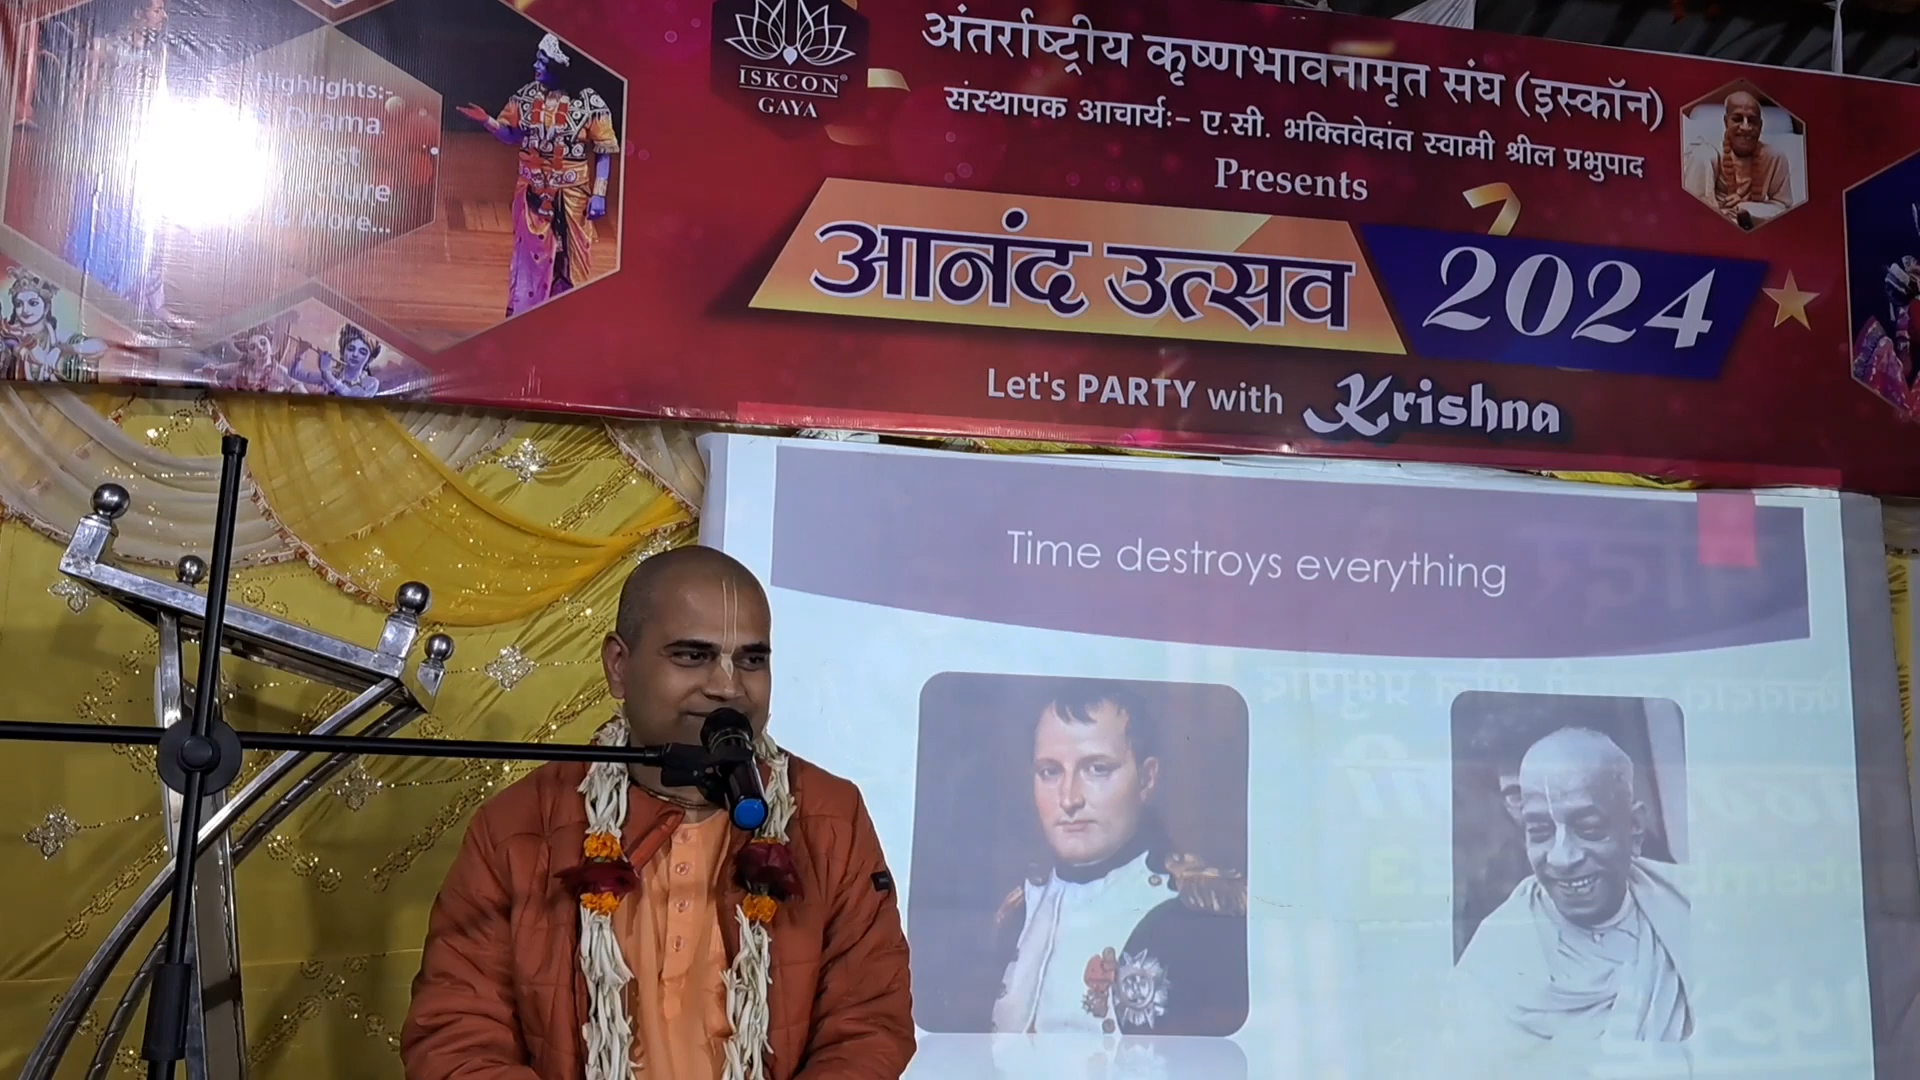 Highlights:-
Drama
& More...
ISKCON
GAYA
अंतर्राष्ट्रीय कृष्णभावनामृत संघ (इस्कॉन)
संस्थापक आचार्यः- ए.सी. भक्तिवेदांत स्वामी श्रील प्रभुपाद
Presents
आनंद उत्सव 2024
Let's PARTY with Krishna
Time destroys everything